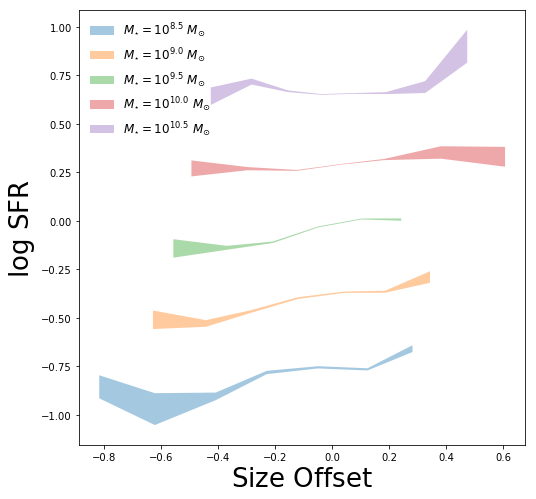 M⋆ = 10^8.5 M⊙
M⋆ = 10^9.0 M⊙
M⋆ = 10^9.5 M⊙
M⋆ = 10^10.0 M⊙
M⋆ = 10^10.5 M⊙
1.00
0.75
0.50
0.25
0.00
−0.25
−0.50
−0.75
−1.00
log SFR
−0.8 −0.6 −0.4 −0.2 0.0 0.2 0.4 0.6
Size Offset